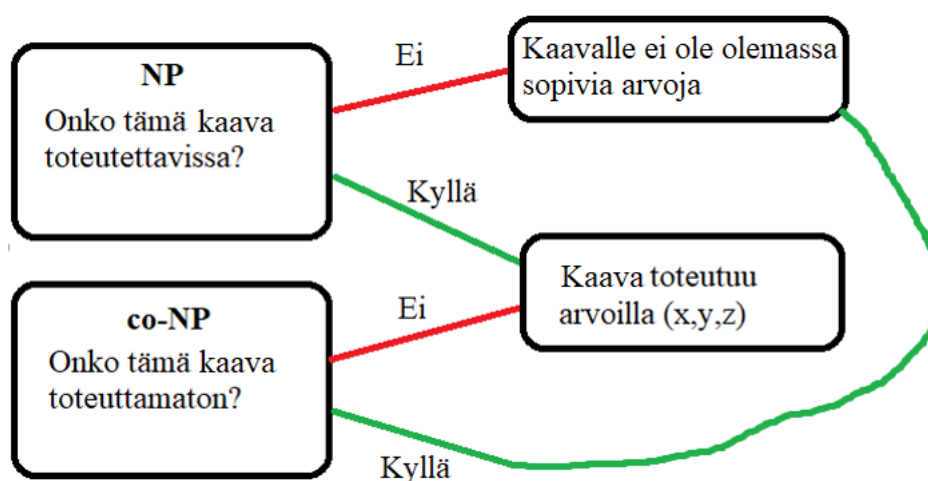 NP
Onko tämä kaava
toteutettavissa?
Ei
Kaavalle ei ole olemassa
sopivia arvoja
Kyllä
Kaava toteutuu
arvoilla (x,y,z)
co-NP
Onko tämä kaava
toteuttamaton?
Ei
Kyllä